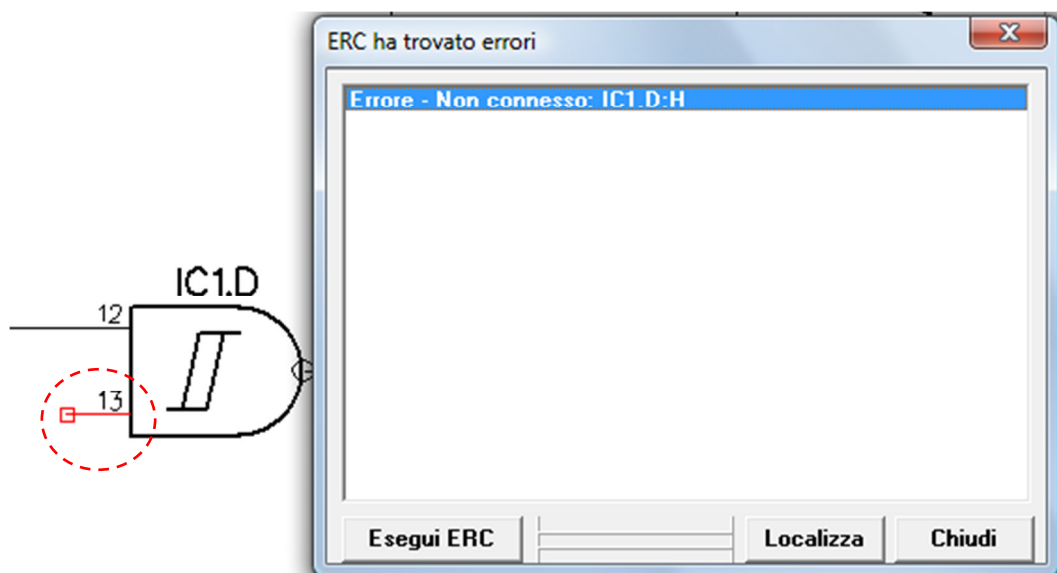 ERC ha trovato errori
Errore - Non connesso: IC1.D:H
IC1.D
12
13
Esegui ERC
Localizza
Chiudi